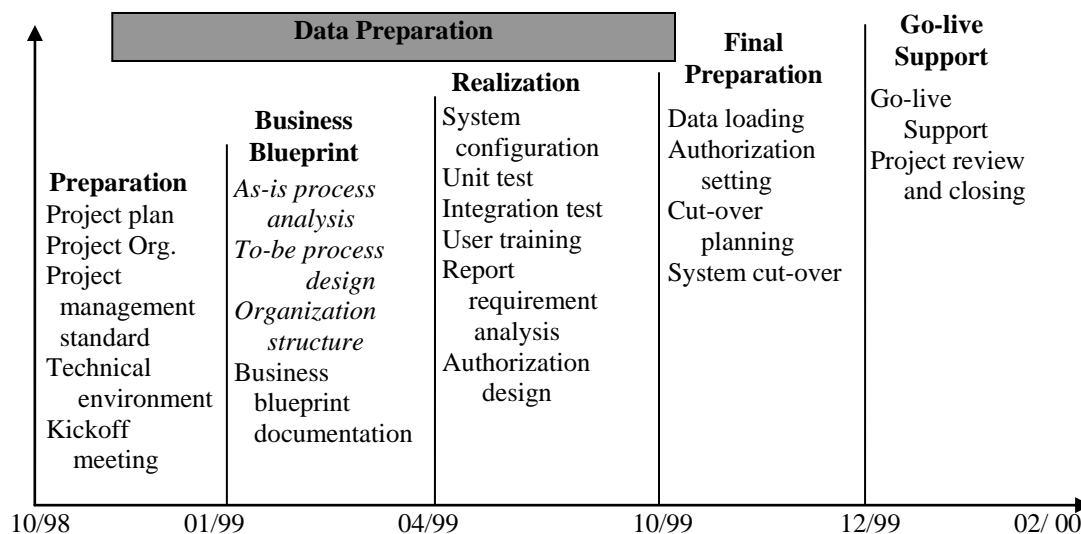 Data Preparation
Preparation
Project plan
Project Org.
Project
management
standard
Technical
environment
Kickoff
meeting
Business
Blueprint
As-is process
analysis
To-be process
design
Organization
structure
Business
blueprint
documentation
Realization
System
configuration
Unit test
Integration test
User training
Report
requirement
analysis
Authorization
design
Final
Preparation
Data loading
Authorization
setting
Cut-over
planning
System cut-over
Go-live
Support
Go-live
Support
Project review
and closing
10/98 01/99 04/99 10/99 12/99 02/ 00